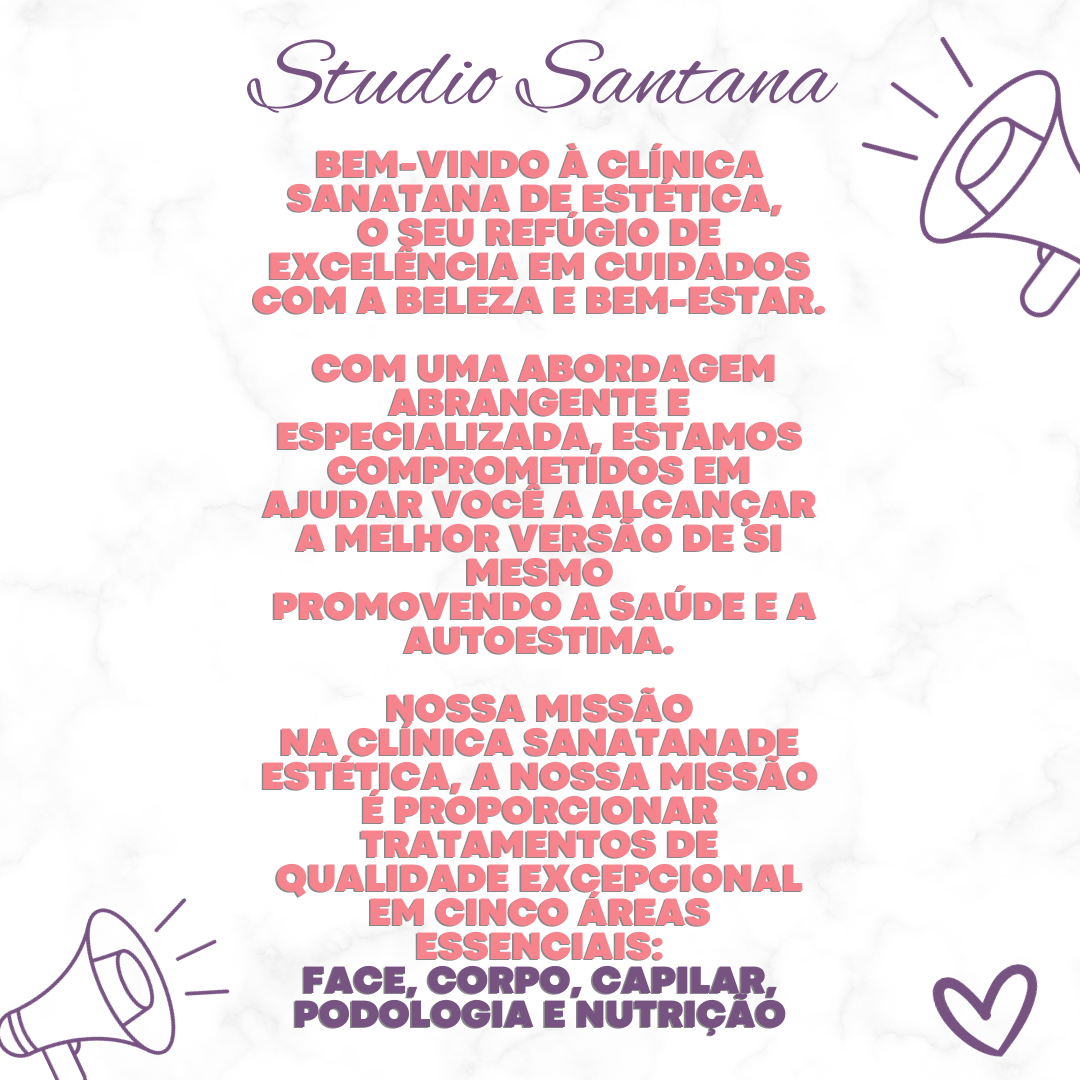 Studio Santana
BEM-VINDO À CLÍNICA
SANATANA DE ESTÉTICA,
O SEU REFÚGIO DE
EXCELÊNCIA EM CUIDADOS
COM A BELEZA E BEM-ESTAR.
COM UMA ABORDAGEM
ABRANGENTE E
ESPECIALIZADA, ESTAMOS
COMPROMETIDOS EM
AJUDAR VOCÊ A ALCANÇAR
A MELHOR VERSÃO DE SI
MESMO
PROMOVENDO A SAÚDE E A
AUTOESTIMA.
NOSSA MISSÃO
NA CLÍNICA SANATANADE
ESTÉTICA, A NOSSA MISSÃO
É PROPORCIONAR
TRATAMENTOS DE
QUALIDADE EXCEPCIONAL
EM CINCO ÁREAS
ESSENCIAIS:
FACE, CORPO, CAPILAR,
PODOLOGIA E NUTRIÇÃO